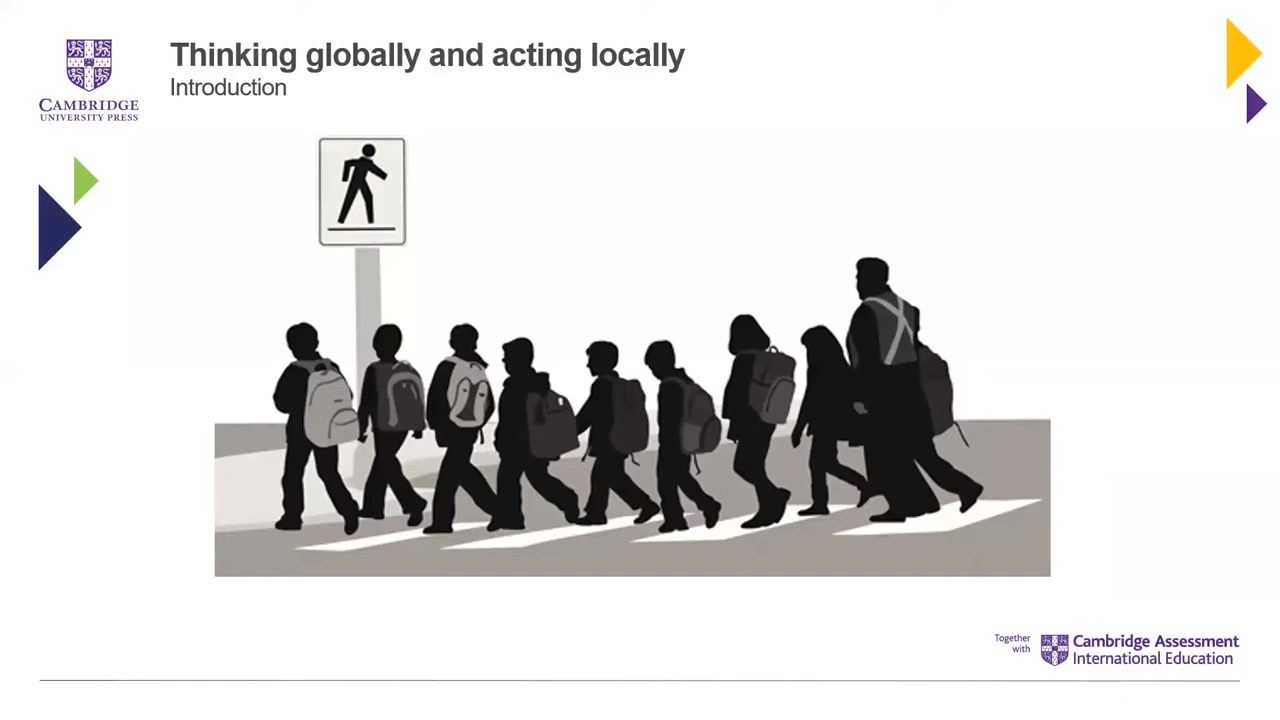 Thinking globally and acting locally
Introduction
CAMBRIDGE
UNIVERSITY PRESS
Together
with
Cambridge Assessment
International Education